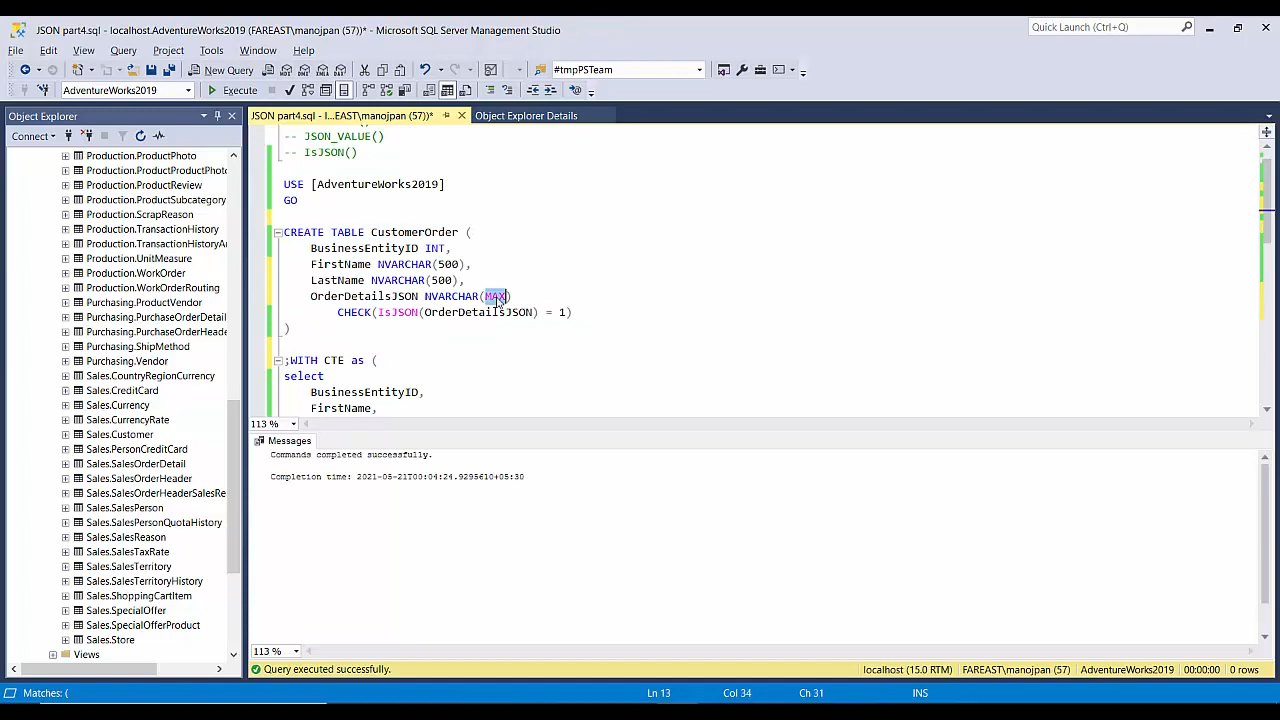 JSON part4.sql - localhost.AdventureWorks2019 (FAREAST\manojpan (57))* - Microsoft SQL Server Management Studio
Quick Launch (Ctrl+Q)
File Edit View Query Project Tools Window Help
New Query
MDX DMX XMLA DAX
#tmpPSTeam
AdventureWorks2019
Execute
Object Explorer
JSON part4.sql - l...EAST\manojpan (57))*
Object Explorer Details
Connect
Production.ProductPhoto
Production.ProductProductPhoto
Production.ProductReview
Production.ProductSubcategory
Production.ScrapReason
Production.TransactionHistory
Production.TransactionHistoryAr
Production.UnitMeasure
Production.WorkOrder
Production.WorkOrderRouting
Purchasing.ProductVendor
Purchasing.PurchaseOrderDetail
Purchasing.PurchaseOrderHeade
Purchasing.ShipMethod
Purchasing.Vendor
Sales.CountryRegionCurrency
Sales.CreditCard
Sales.Currency
Sales.CurrencyRate
Sales.Customer
Sales.PersonCreditCard
Sales.SalesOrderDetail
Sales.SalesOrderHeader
Sales.SalesOrderHeaderSalesRe
Sales.SalesPerson
Sales.SalesPersonQuotaHistory
Sales.SalesReason
Sales.SalesTaxRate
Sales.SalesTerritory
Sales.SalesTerritoryHistory
Sales.ShoppingCartItem
Sales.SpecialOffer
Sales.SpecialOfferProduct
Sales.Store
Views
-- JSON_VALUE()
-- IsJSON()
USE [AdventureWorks2019]
GO
CREATE TABLE CustomerOrder (
BusinessEntityID INT,
FirstName NVARCHAR(500),
LastName NVARCHAR(500),
OrderDetailsJSON NVARCHAR(MAX)
CHECK(IsJSON(OrderDetailsJSON) = 1)
)
;WITH CTE as (
select
BusinessEntityID,
FirstName,
113 %
Messages
Commands completed successfully.
Completion time: 2021-05-21T00:04:24.9295610+05:30
113 %
Query executed successfully.
localhost (15.0 RTM) FAREAST\manojpan (57) AdventureWorks2019 00:00:00 0 rows
Matches: (
Ln 13 Col 34 Ch 31 INS